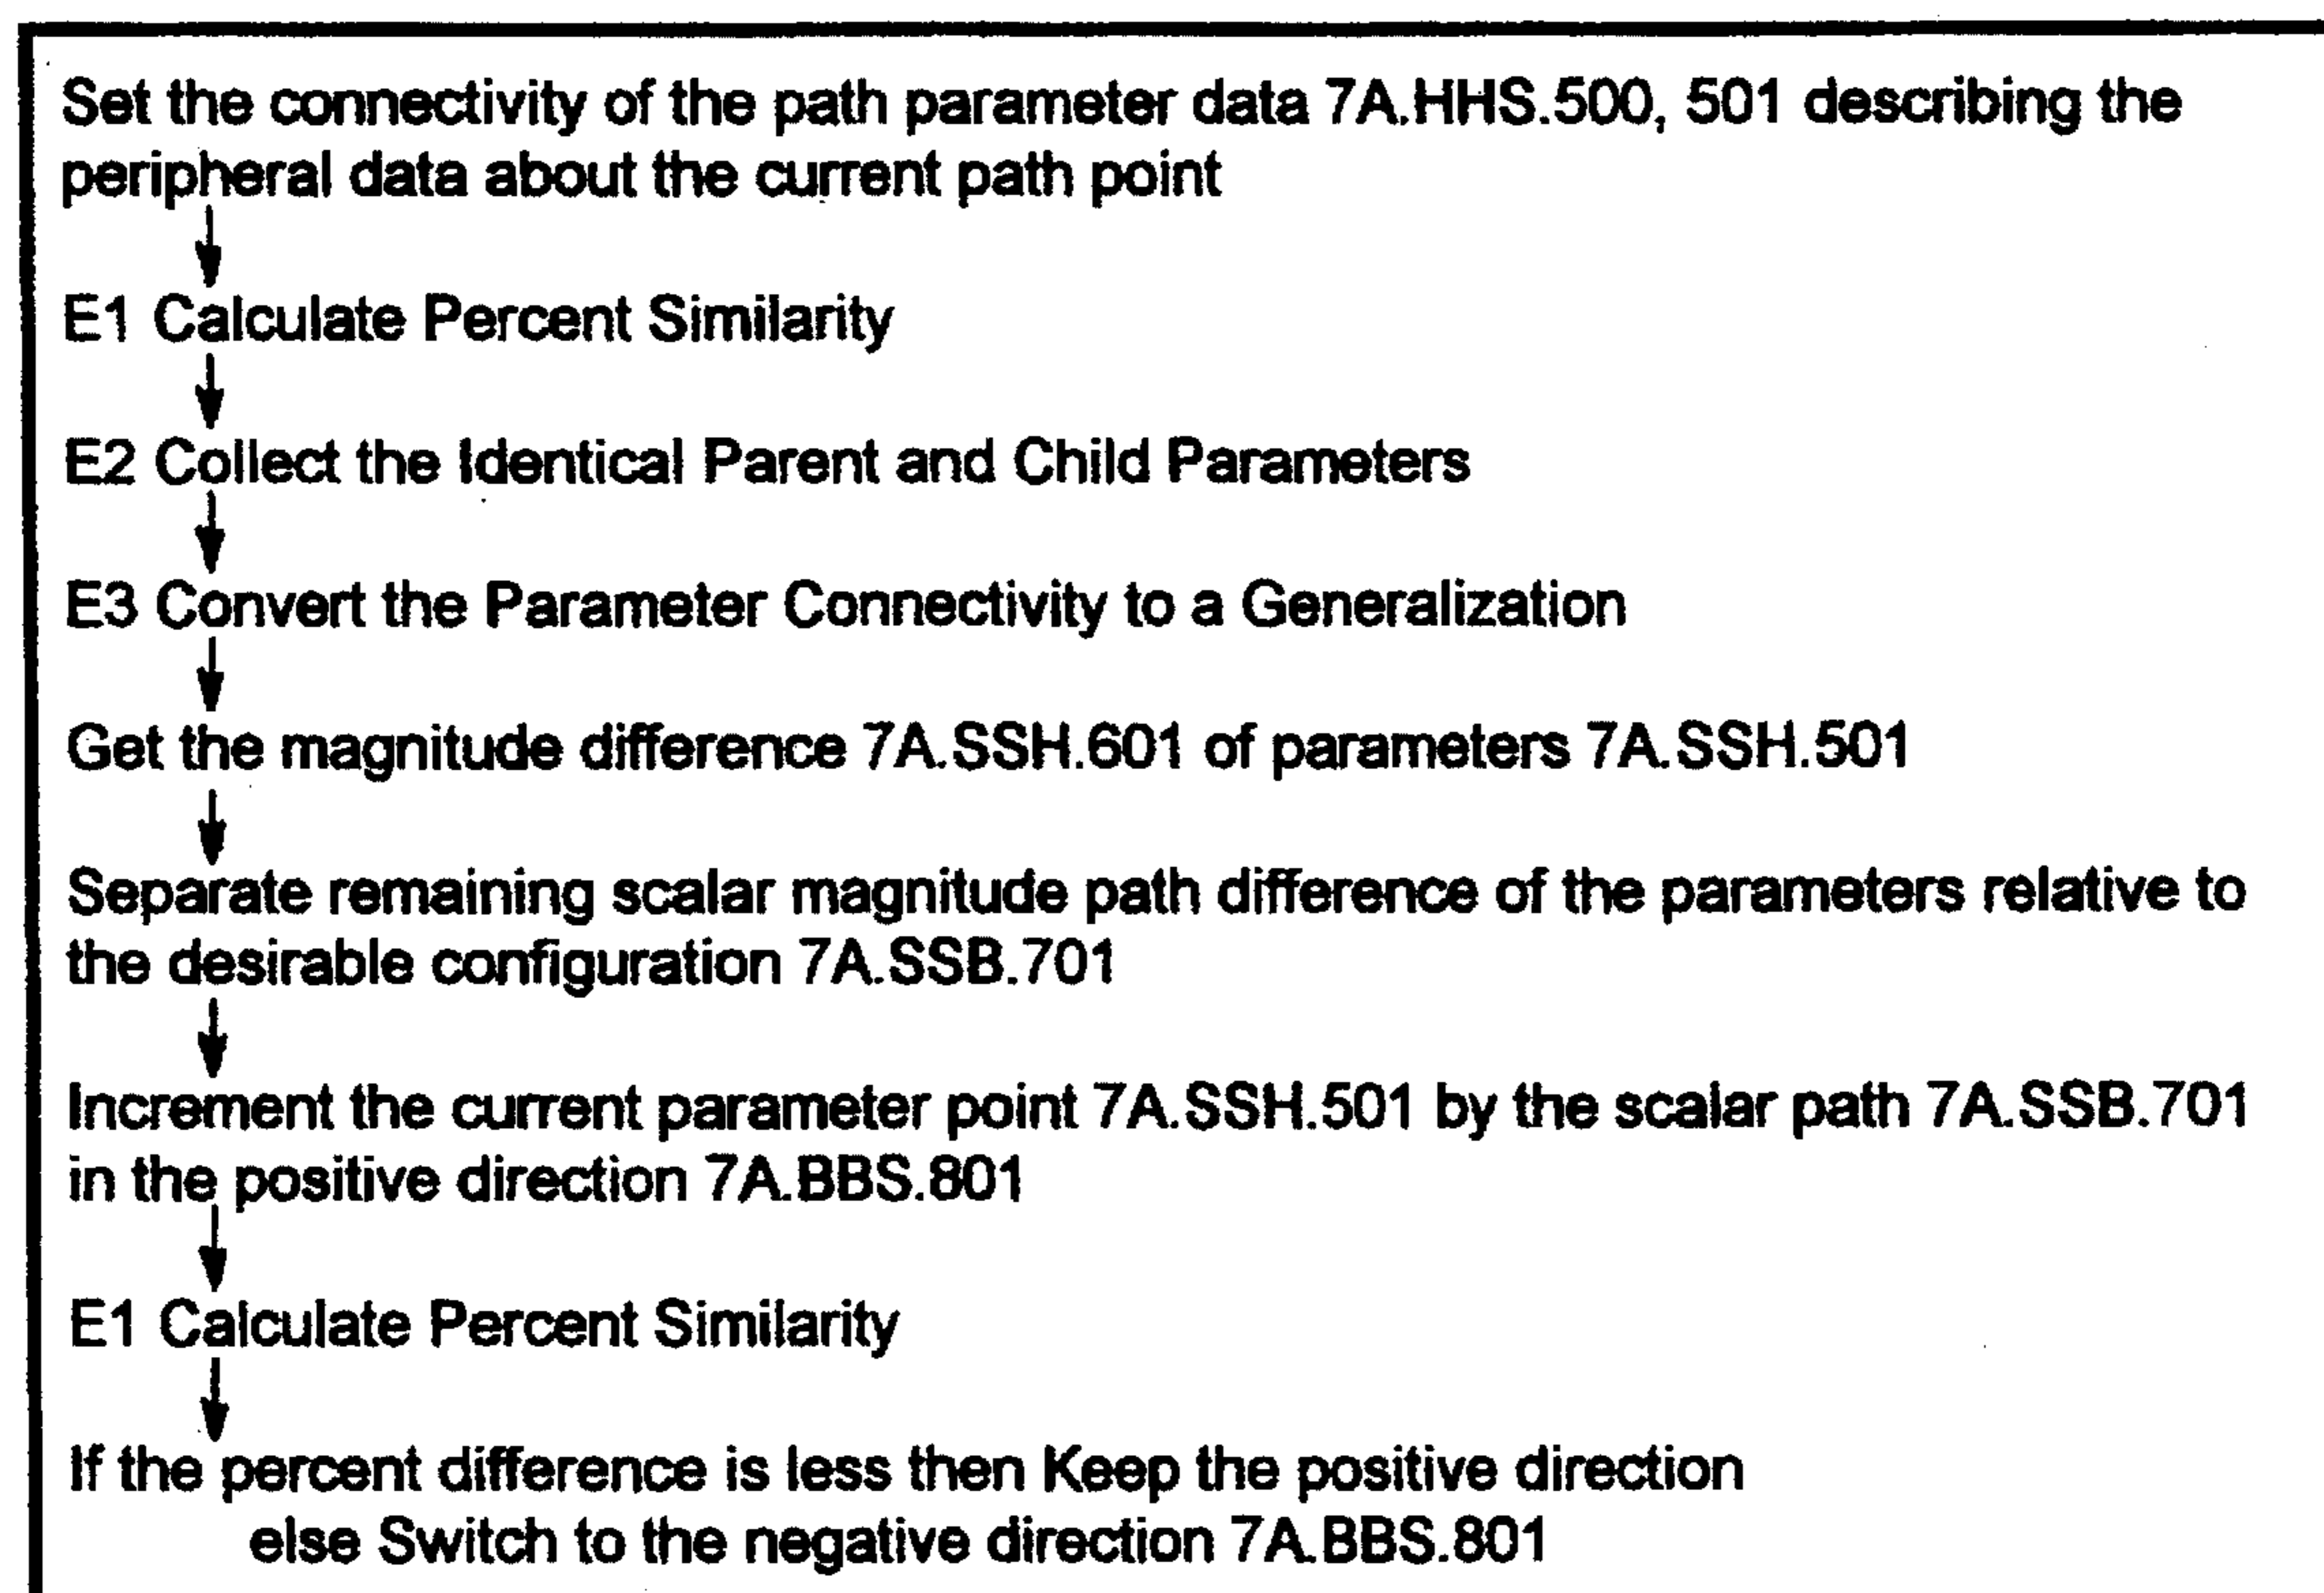 Set the connectivity of the path parameter data 7A.HHS.500, 501 describing the
peripheral data about the current path point
E1 Calculate Percent Similarity
E2 Collect the Identical Parent and Child Parameters
E3 Convert the Parameter Connectivity to a Generalization
Get the magnitude difference 7A.SSH.601 of parameters 7A.SSH.501
Separate remaining scalar magnitude path difference of the parameters relative to
the desirable configuration 7A.SSB.701
Increment the current parameter point 7A.SSH.501 by the scalar path 7A.SSB.701
in the positive direction 7A.BBS.801
E1 Calculate Percent Similarity
If the percent difference is less then Keep the positive direction
else Switch to the negative direction 7A.BBS.801